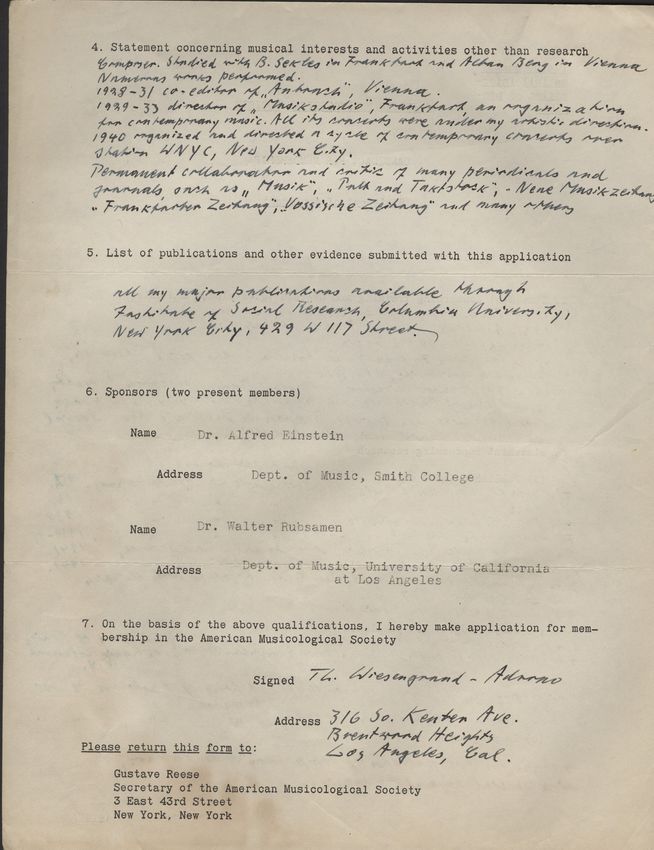 4. Statement concerning musical interests and activities other than research
Composer. Studied with B. Sekles in Frankfurt and Alban Berg in Vienna
Numerous works performed.
1928-31 co-editor of „Anbruch", Vienna.
1929-33 director of „Musikstudio", Frankfurt, an organization
for contemporary music. All its concerts were under my artistic direction.
1940 organized and directed a cycle of contemporary concerts over
station WNYC, New York City.
Permanent collaborator and critic of many periodicals and
journals, such as „Musik", „Pult und Taktstock", - Neue Musikzeitung
„Frankfurter Zeitung", „Vossische Zeitung" and many others
5. List of publications and other evidence submitted with this application
all my major publications available through
Institute of Social Research, Columbia University,
New York City, 429 W 117 Street.
6. Sponsors (two present members)
Name Dr. Alfred Einstein
Address Dept. of Music, Smith College
Name Dr. Walter Rubsamen
Address Dept. of Music, University of California
at Los Angeles
7. On the basis of the above qualifications, I hereby make application for mem-
bership in the American Musicological Society
Signed Th. Wiesengrund - Adorno
Address 316 So. Kenter Ave.
Brentwood Heights
Los Angeles, Cal.
Please return this form to:
Gustave Reese
Secretary of the American Musicological Society
3 East 43rd Street
New York, New York